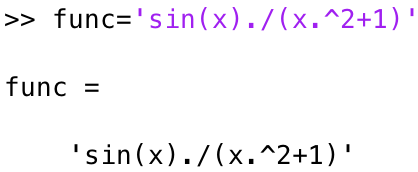 >> func='sin(x)./(x.^2+1)'
func =
'sin(x)./(x.^2+1)'